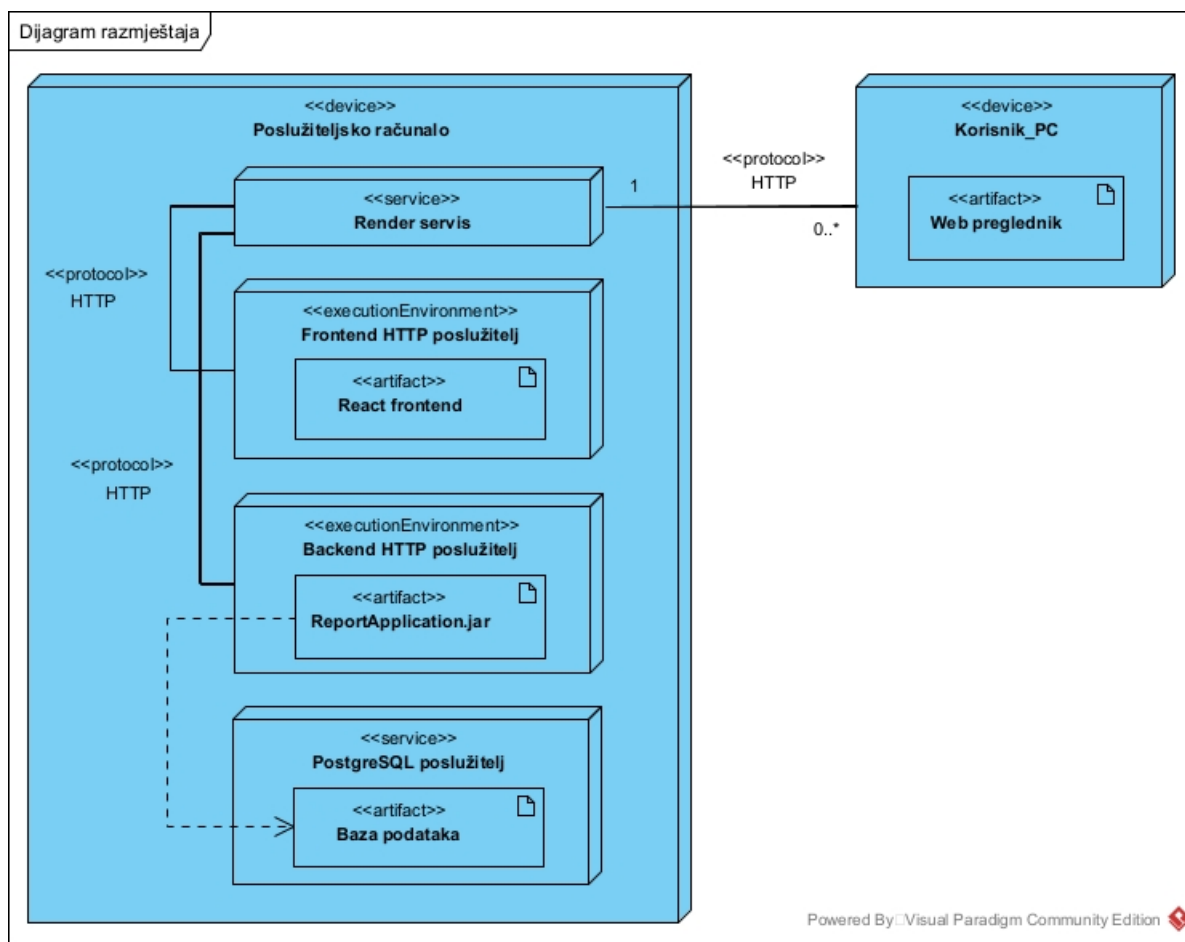 Dijagram razmještaja
<<device>>
Poslužiteljsko računalo
<<service>>
Render servis
<<protocol>>
HTTP
<<executionEnvironment>>
Frontend HTTP poslužitelj
<<artifact>>
React frontend
<<protocol>>
HTTP
<<executionEnvironment>>
Backend HTTP poslužitelj
<<artifact>>
ReportApplication.jar
<<service>>
PostgreSQL poslužitelj
<<artifact>>
Baza podataka
1
<<protocol>>
HTTP
0..*
<<device>>
Korisnik_PC
<<artifact>>
Web preglednik
Powered By Visual Paradigm Community Edition